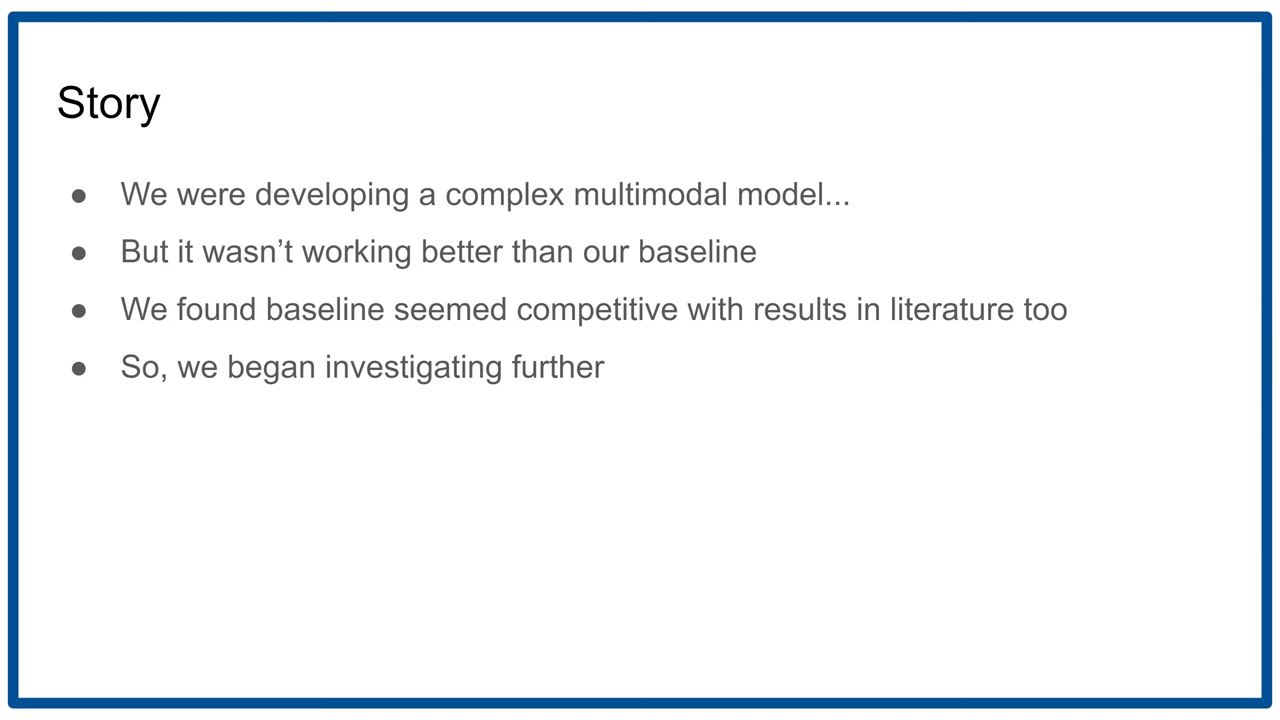 Story
● We were developing a complex multimodal model...
● But it wasn’t working better than our baseline
● We found baseline seemed competitive with results in literature too
● So, we began investigating further